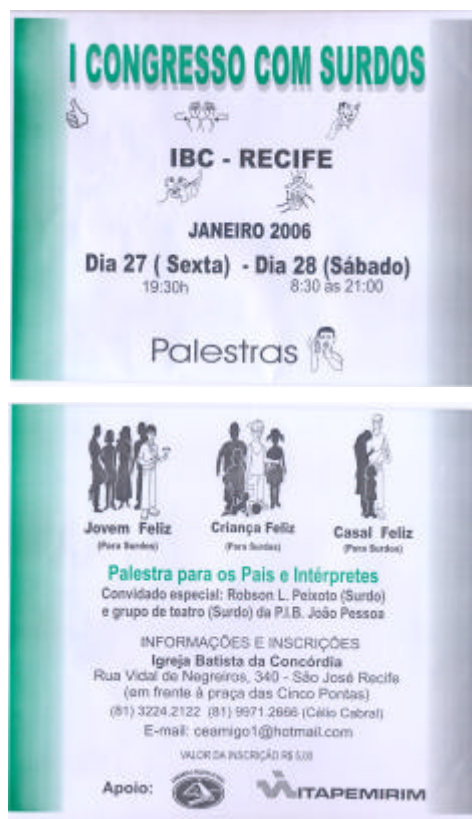 I CONGRESSO COM SURDOS
IBC - RECIFE
JANEIRO 2006
Dia 27 ( Sexta) - Dia 28 (Sábado)
19:30h 8:30 às 21:00
Palestras
Jovem Feliz Criança Feliz Casal Feliz
(Para Surdos) (Para Surdos) (Para Surdos)
Palestra para os Pais e Intérpretes
Convidado especial: Robson L. Peixoto (Surdo)
e grupo de teatro (Surdo) da P.I.B. João Pessoa
INFORMAÇÕES E INSCRIÇÕES
Igreja Batista da Concórdia
Rua Vidal de Negreiros, 340 - São José Recife
(em frente à praça das Cinco Pontas)
(81) 3224.2122 (81) 9971.2666 (Célio Cabral)
E-mail: ceamigo1@hotmail.com
VALOR DA INSCRIÇÃO R$ 5,00
Apoio: ITAPEMIRIM